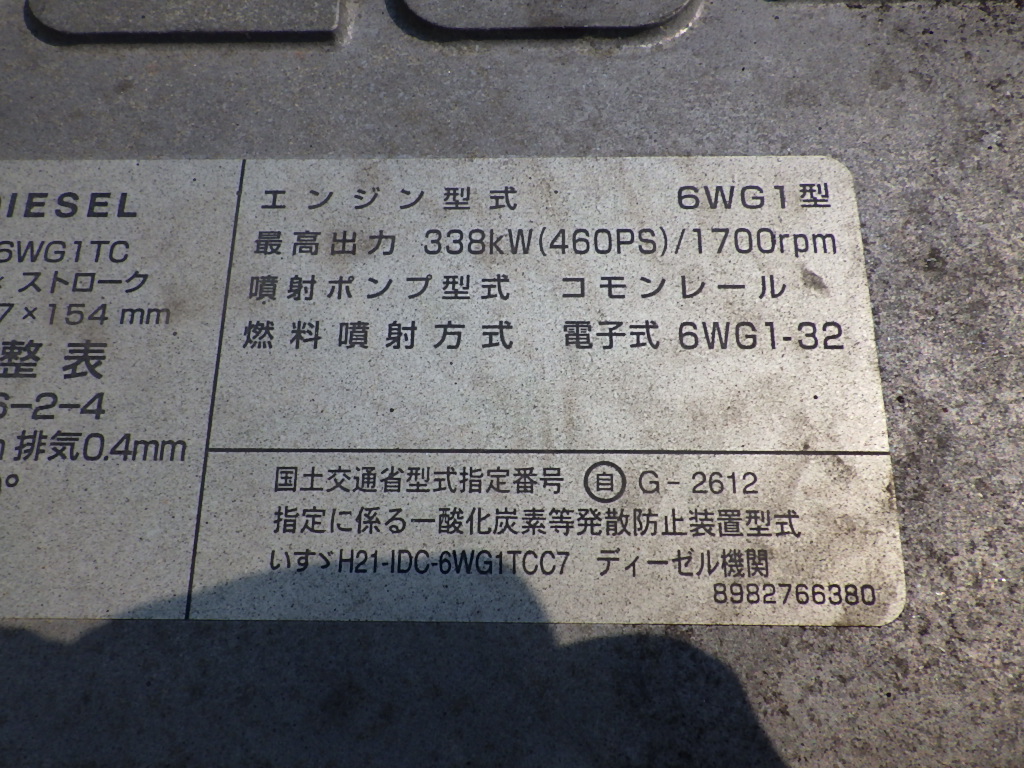 DIESEL
6WG1TC
ストローク
7×154 mm
整表
6-2-4
排気0.4mm
エンジン型式 6WG1型
最高出力 338kW(460PS)/1700rpm
噴射ポンプ型式 コモンレール
燃料噴射方式 電子式 6WG1-32
国土交通省型式指定番号 自 G-2612
指定に係る一酸化炭素等発散防止装置型式
いすゞH21-IDC-6WG1TCC7 ディーゼル機関
8982766380